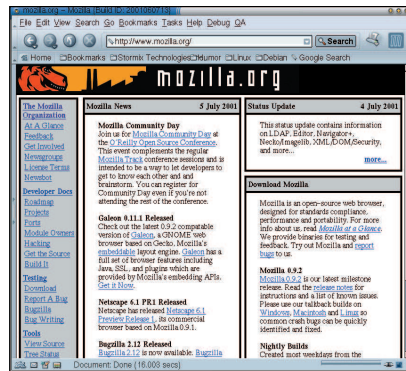 mozilla.org - Mozilla {Build ID: 2001060713}
File Edit View Search Go Bookmarks Tasks Help Debug QA
http://www.mozilla.org/
Search
Home Bookmarks Stormix Technologies Humor Linux Debian Google Search
mozilla.org
The Mozilla
Organization
At A Glance
Feedback
Get Involved
Newsgroups
License Terms
Newsbot
Developer Docs
Roadmap
Projects
Ports
Module Owners
Hacking
Get the Source
Build It
Testing
Download
Report A Bug
Bugzilla
Bug Writing
Tools
View Source
Tree Status
Mozilla News 5 July 2001
Mozilla Community Day
Join us for Mozilla Community Day at
the O'Reilly Open Source Conference.
This event complements the regular
Mozilla Track conference sessions and is
intended to be a way to let developers to
get to know each other and and
brainstorm. You can register for
Community Day even if you're not
attending the rest of the conference.
Galeon 0.11.1 Released
Check out the latest 0.9.2 compatable
version of Galeon, a GNOME web
browser based on Gecko, Mozilla's
embeddable layout engine. Galeon has a
full set of browser features including
Java, SSL, and plugins which are
provided by Mozilla's embedding APIs.
Get it Now.
Netscape 6.1 PR1 Released
Netscape has released Netscape 6.1
Preview Release 1, its commercial
browser based on Mozilla 0.9.1.
Bugzilla 2.12 Released
Bugzilla 2.12 is now available. Bugzilla
Status Update 4 July 2001
This status update contains information
on LDAP, Editor, Navigator+,
Necko/Imagelib, XML/DOM/Security,
and more...
more...
Download Mozilla
Mozilla is an open-source web browser,
designed for standards compliance,
performance and portability. For more
info about us, read Mozilla at a Glance.
We provide binaries for testing and
feedback. Try out Mozilla and report
bugs to us.
Mozilla 0.9.2
Mozilla 0.9.2 is our latest milestone
release. Read the release notes for
instructions and a list of known issues.
Please use our talkback builds on
Windows, Macintosh and Linux so
common crash bugs can be quickly
identified and fixed.
Nightly Builds
Created most weekdays from the
Document: Done (16.003 secs)